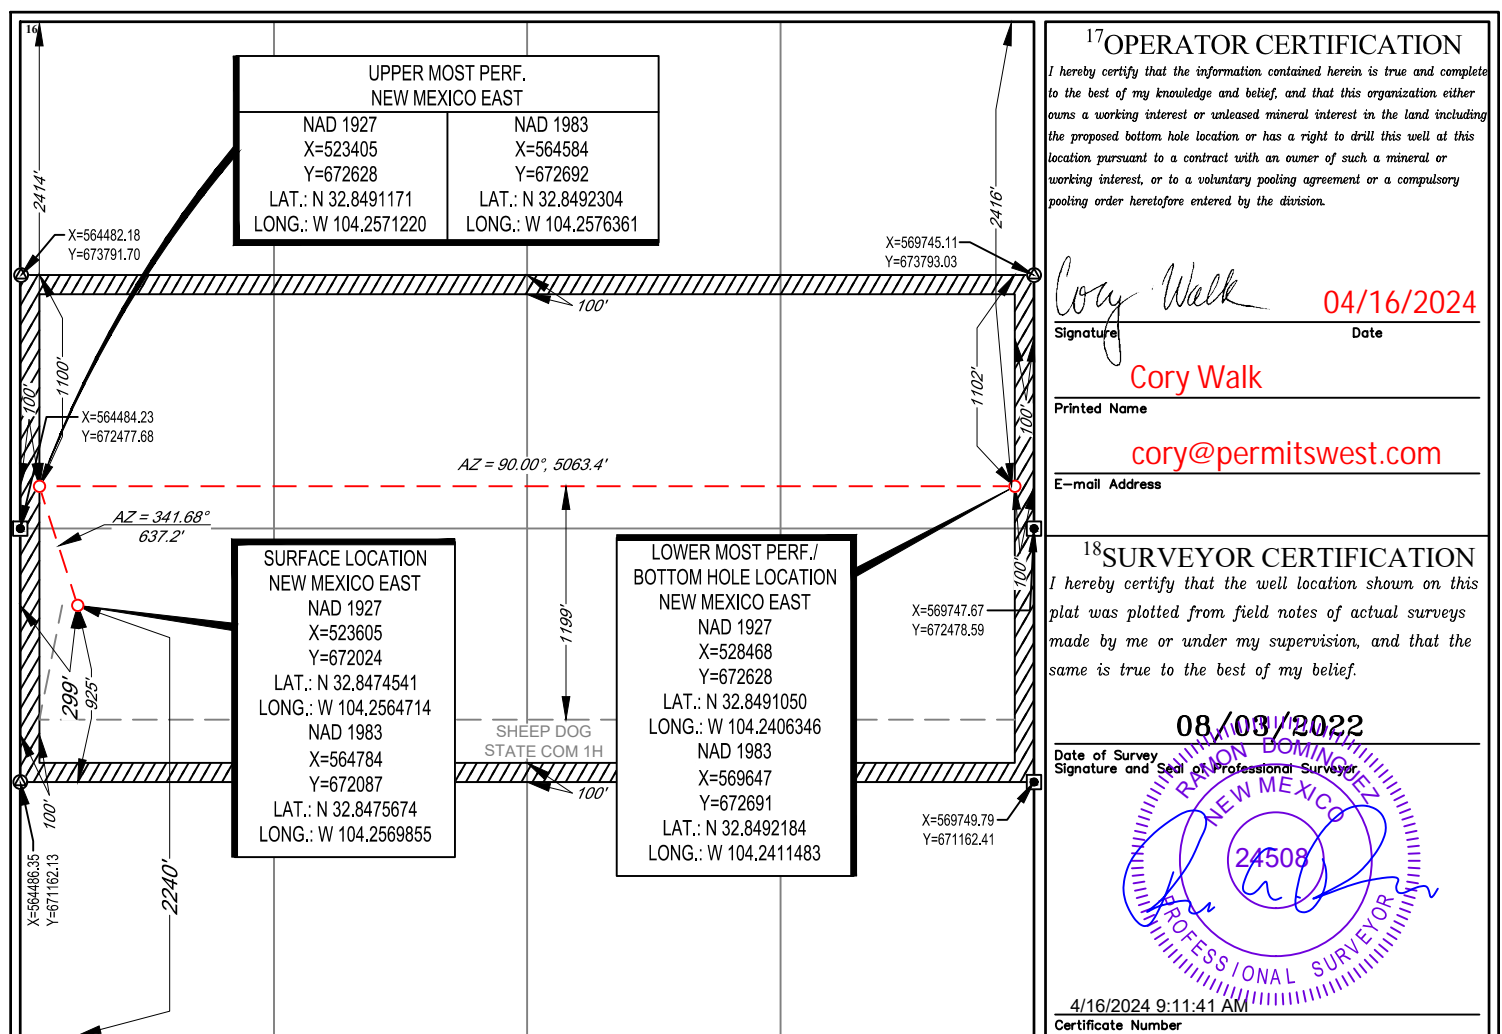 16
UPPER MOST PERF.
NEW MEXICO EAST
NAD 1927
X=523405
Y=672628
LAT.: N 32.8491171
LONG.: W 104.2571220
NAD 1983
X=564584
Y=672692
LAT.: N 32.8492304
LONG.: W 104.2576361
2414'
2416'
X=564482.18
Y=673791.70
X=569745.11
Y=673793.03
100'
100'
1100'
1102'
100'
X=564484.23
Y=672477.68
AZ = 90.00°, 5063.4'
AZ = 341.68°
637.2'
1199'
100'
SURFACE LOCATION
NEW MEXICO EAST
NAD 1927
X=523605
Y=672024
LAT.: N 32.8474541
LONG.: W 104.2564714
NAD 1983
X=564784
Y=672087
LAT.: N 32.8475674
LONG.: W 104.2569855
LOWER MOST PERF./
BOTTOM HOLE LOCATION
NEW MEXICO EAST
NAD 1927
X=528468
Y=672628
LAT.: N 32.8491050
LONG.: W 104.2406346
NAD 1983
X=569647
Y=672691
LAT.: N 32.8492184
LONG.: W 104.2411483
X=569747.67
Y=672478.59
299'
925'
SHEEP DOG
STATE COM 1H
100'
100'
X=569749.79
Y=671162.41
X=564486.35
Y=671162.13
2240'
17OPERATOR CERTIFICATION
I hereby certify that the information contained herein is true and complete
to the best of my knowledge and belief, and that this organization either
owns a working interest or unleased mineral interest in the land including
the proposed bottom hole location or has a right to drill this well at this
location pursuant to a contract with an owner of such a mineral or
working interest, or to a voluntary pooling agreement or a compulsory
pooling order heretofore entered by the division.
Cory Walk
04/16/2024
Signature
Date
Cory Walk
Printed Name
cory@permitswest.com
E-mail Address
18SURVEYOR CERTIFICATION
I hereby certify that the well location shown on this
plat was plotted from field notes of actual surveys
made by me or under my supervision, and that the
same is true to the best of my belief.
08/03/2022
Date of Survey
Signature and Seal of Professional Surveyor
RAMON DOMINGUEZ
NEW MEXICO
24508
PROFESSIONAL SURVEYOR
4/16/2024 9:11:41 AM
Certificate Number